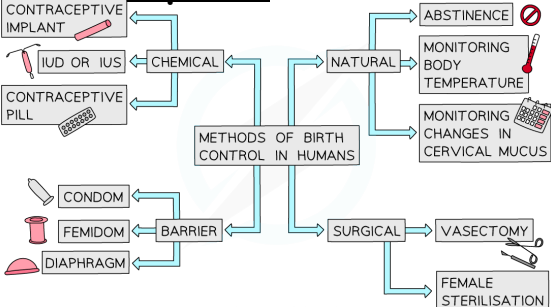 CONTRACEPTIVE
IMPLANT
IUD OR IUS
CHEMICAL
CONTRACEPTIVE
PILL
ABSTINENCE
NATURAL
MONITORING
BODY
TEMPERATURE
MONITORING
CHANGES IN
CERVICAL MUCUS
METHODS OF BIRTH
CONTROL IN HUMANS
CONDOM
FEMIDOM
BARRIER
DIAPHRAGM
SURGICAL
VASECTOMY
FEMALE
STERILISATION